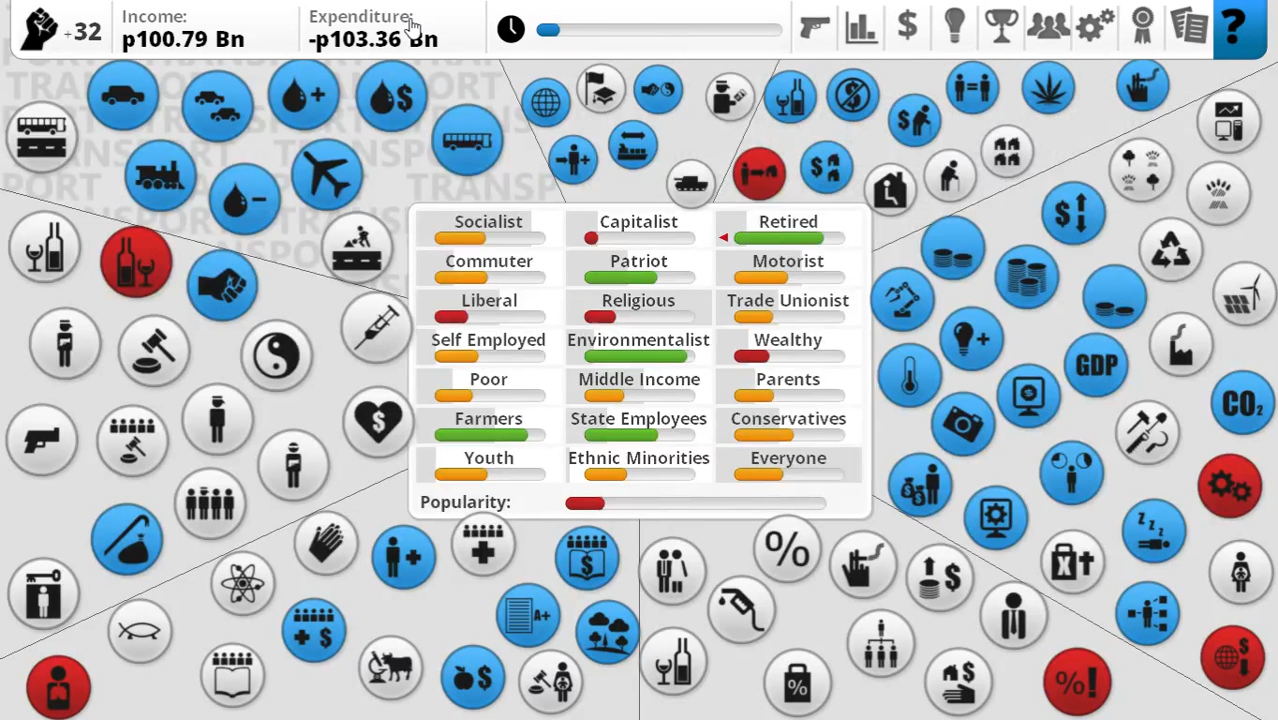 Income:
Expenditure:
+32
p100.79 Bn
-p103.36 Bn
?
TRANSPORT
Socialist
Capitalist
Retired
Commuter
Patriot
Motorist
Liberal
Religious
Trade Unionist
Self Employed
Environmentalist
Wealthy
Poor
Middle Income
Parents
Farmers
State Employees
Conservatives
Youth
Ethnic Minorities
Everyone
Popularity:
GDP
CO2
A+
%
%
%!
zzz